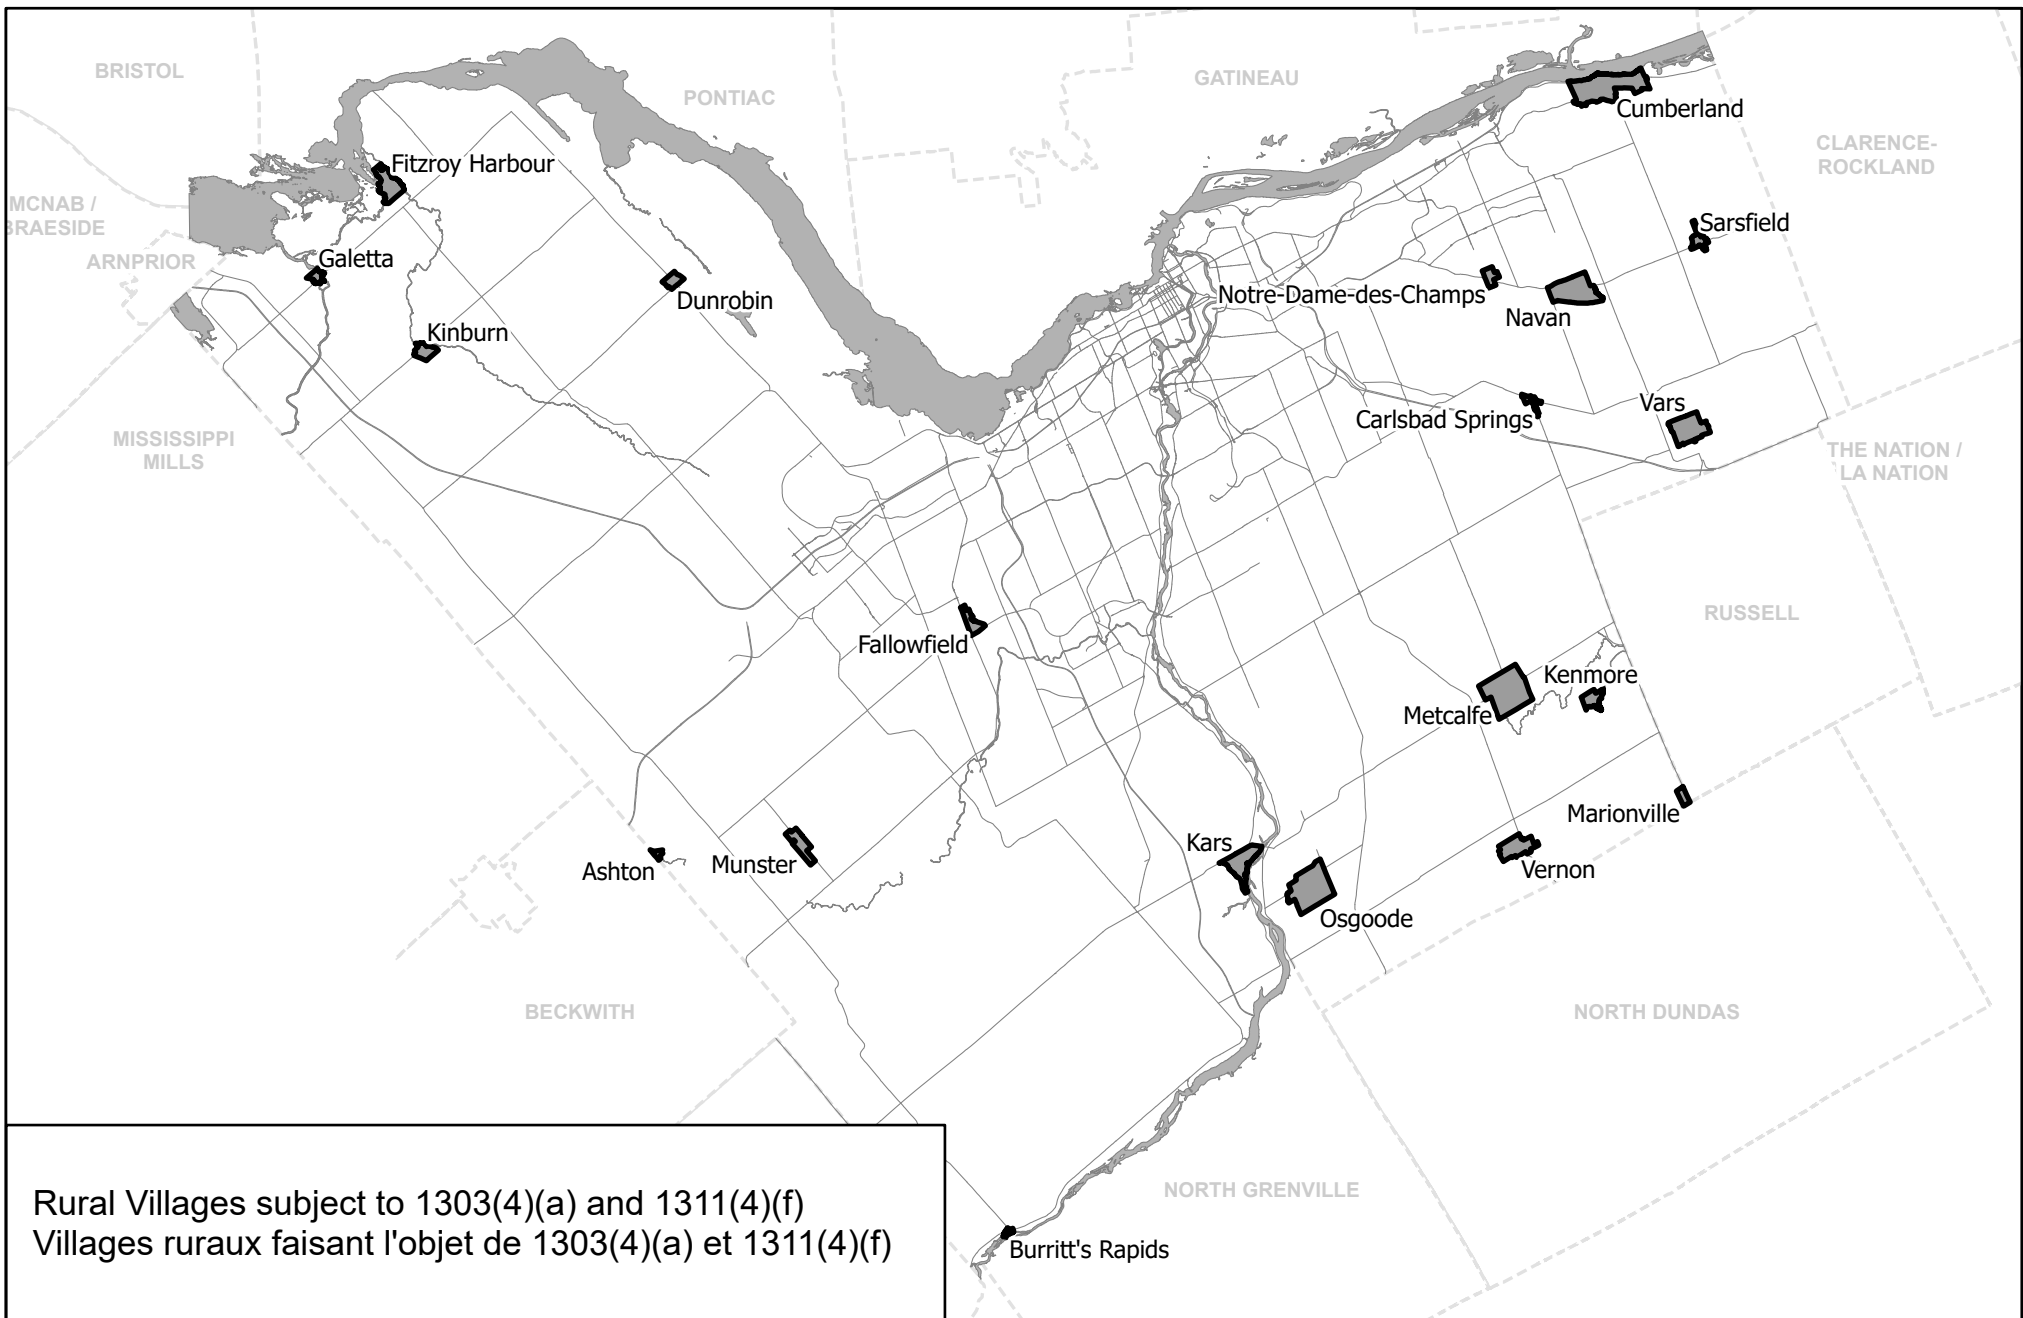 BRISTOL
PONTIAC
GATINEAU
Cumberland
CLARENCE-
ROCKLAND
Fitzroy Harbour
MCNAB /
BRAESIDE
Sarsfield
ARNPRIOR
Galetta
Dunrobin
Notre-Dame-des-Champs
Navan
Kinburn
Vars
Carlsbad Springs
MISSISSIPPI
MILLS
THE NATION /
LA NATION
RUSSELL
Fallowfield
Kenmore
Metcalfe
Marionville
Kars
Ashton
Munster
Vernon
Osgoode
BECKWITH
NORTH DUNDAS
NORTH GRENVILLE
Burritt's Rapids
Rural Villages subject to 1303(4)(a) and 1311(4)(f)
Villages ruraux faisant l'objet de 1303(4)(a) et 1311(4)(f)